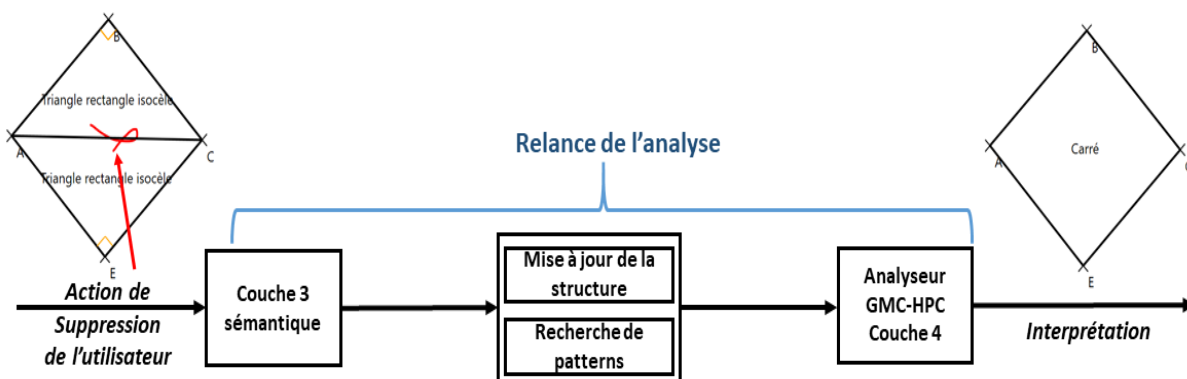 B
Triangle rectangle isocèle
A
C
Triangle rectangle isocèle
E
Action de
Suppression
de l'utilisateur
Relance de l'analyse
Couche 3
sémantique
Mise à jour de la
structure
Recherche de
patterns
Analyseur
GMC-HPC
Couche 4
B
A
Carré
C
E
Interprétation